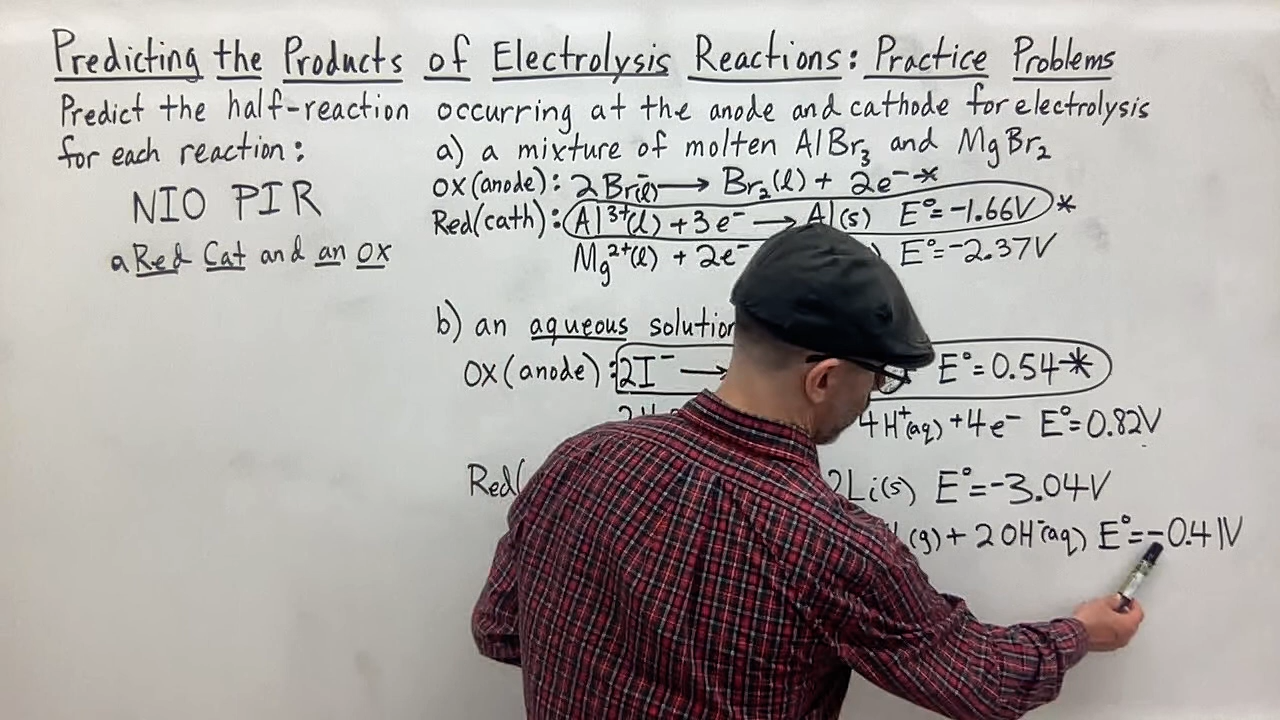 Predicting the Products of Electrolysis Reactions: Practice Problems
Predict the half-reaction occurring at the anode and cathode for electrolysis
for each reaction: a) a mixture of molten AlBr₃ and MgBr₂
NIO PIR
a Red Cat and an ox
Ox(anode): 2Br⁻(l) → Br₂(l) + 2e⁻ *
Red(cath): Al³⁺(l) + 3e⁻ → Al(s) E°=-1.66V *
Mg²⁺(l) + 2e⁻ E°=-2.37V
b) an aqueous solution
Ox(anode): 2I⁻ → E°=0.54 *
4H⁺(aq) + 4e⁻ E°=0.82V
Red( 2Li(s) E°=-3.04V
(g) + 2OH⁻(aq) E°=-0.41V